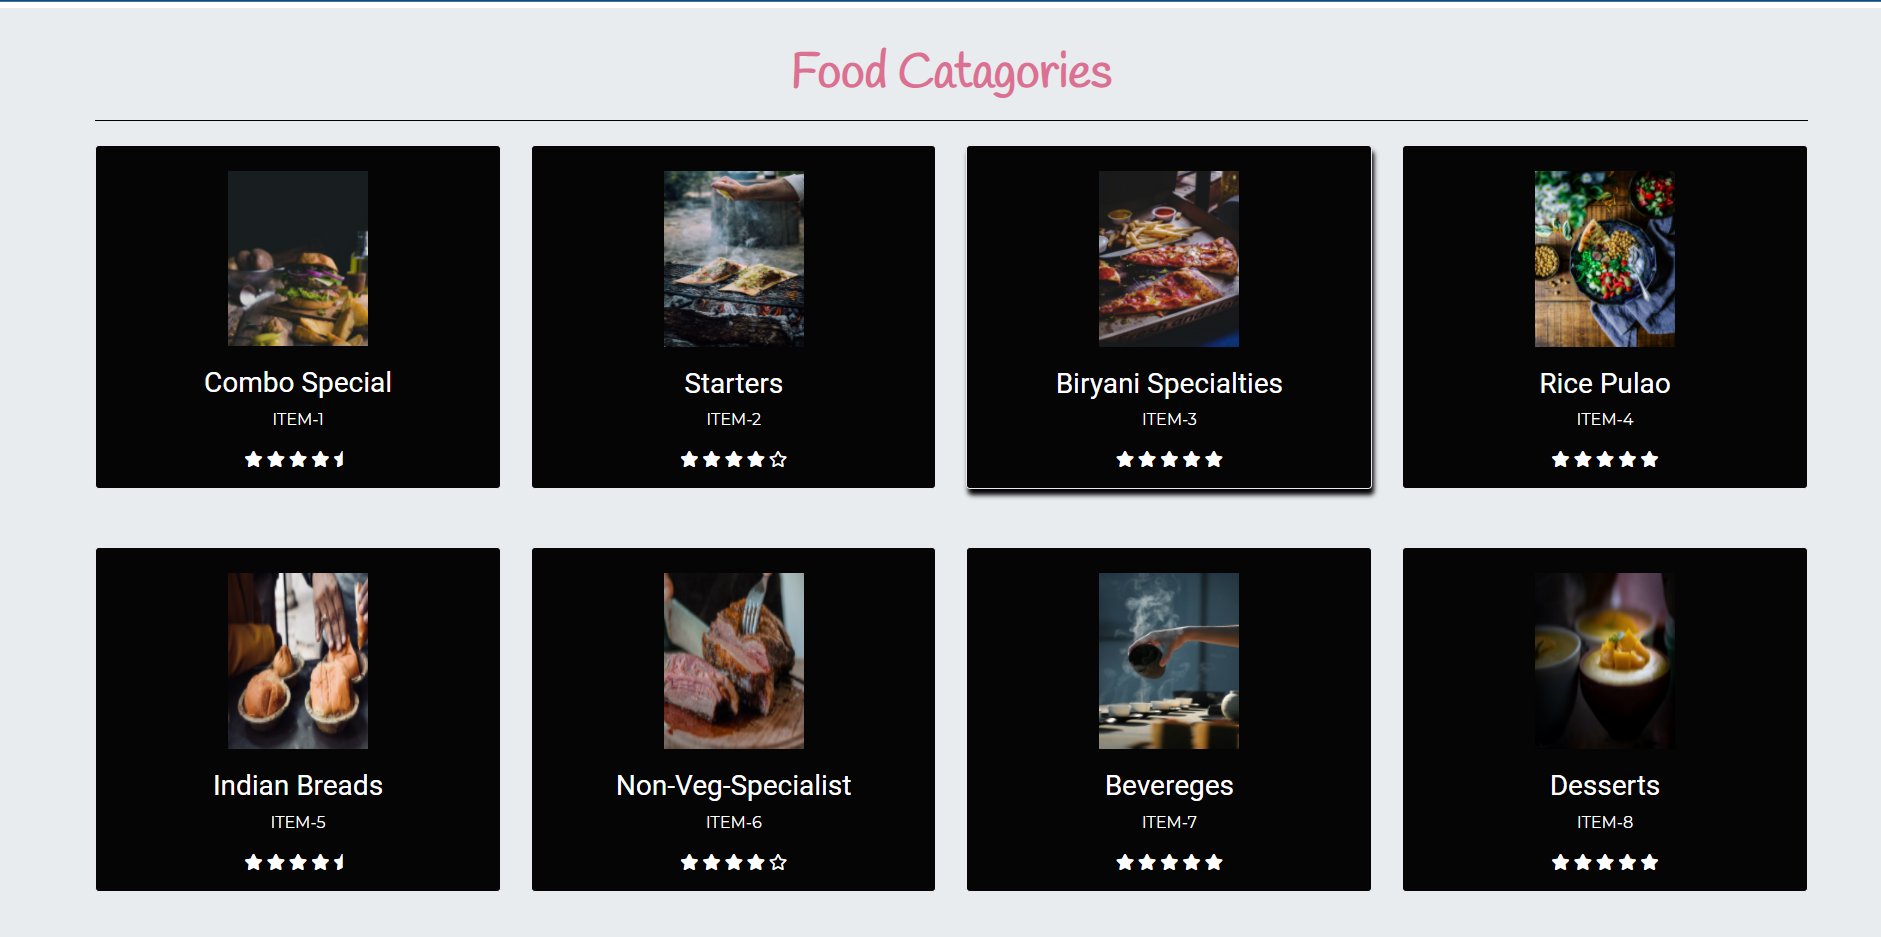 Food Catagories
Combo Special
ITEM-1
Starters
ITEM-2
Biryani Specialties
ITEM-3
Rice Pulao
ITEM-4
Indian Breads
ITEM-5
Non-Veg-Specialist
ITEM-6
Bevereges
ITEM-7
Desserts
ITEM-8